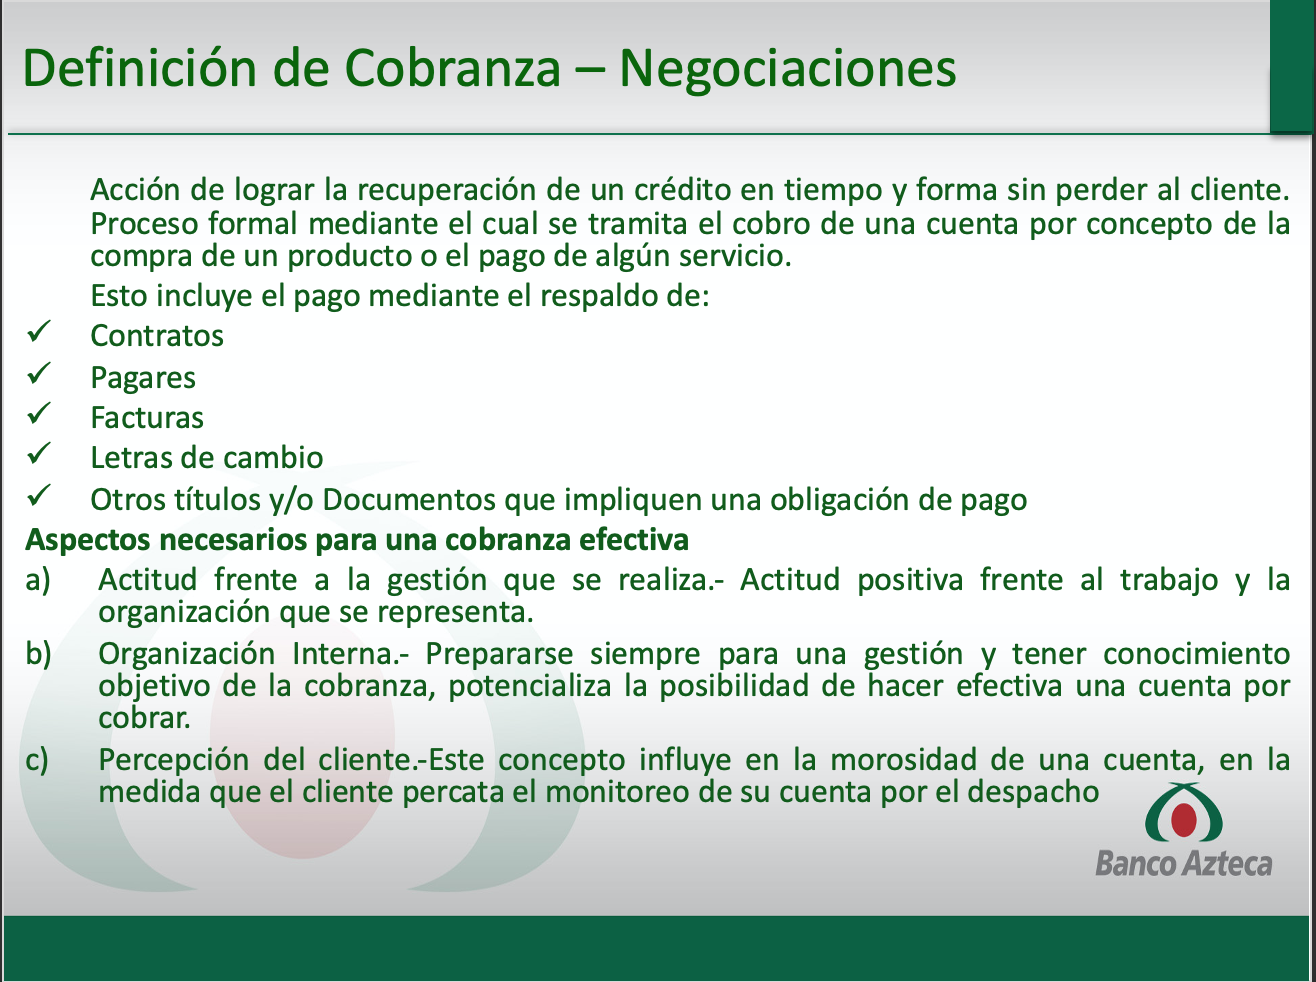 Definición de Cobranza – Negociaciones
Acción de lograr la recuperación de un crédito en tiempo y forma sin perder al cliente.
Proceso formal mediante el cual se tramita el cobro de una cuenta por concepto de la
compra de un producto o el pago de algún servicio.
Esto incluye el pago mediante el respaldo de:
✓ Contratos
✓ Pagares
✓ Facturas
✓ Letras de cambio
✓ Otros títulos y/o Documentos que impliquen una obligación de pago
Aspectos necesarios para una cobranza efectiva
a) Actitud frente a la gestión que se realiza.- Actitud positiva frente al trabajo y la
organización que se representa.
b) Organización Interna.- Prepararse siempre para una gestión y tener conocimiento
objetivo de la cobranza, potencializa la posibilidad de hacer efectiva una cuenta por
cobrar.
c) Percepción del cliente.-Este concepto influye en la morosidad de una cuenta, en la
medida que el cliente percata el monitoreo de su cuenta por el despacho
Banco Azteca